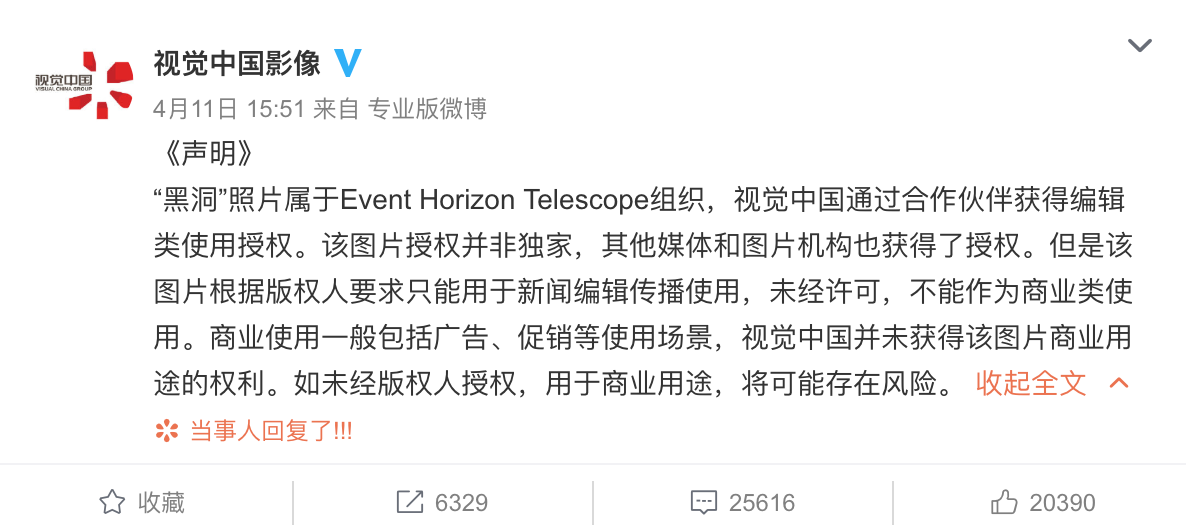 视觉中国
VISUAL CHINA GROUP
视觉中国影像
4月11日 15:51 来自 专业版微博
《声明》
“黑洞”照片属于Event Horizon Telescope组织，视觉中国通过合作伙伴获得编辑
类使用授权。该图片授权并非独家，其他媒体和图片机构也获得了授权。但是该
图片根据版权人要求只能用于新闻编辑传播使用，未经许可，不能作为商业类使
用。商业使用一般包括广告、促销等使用场景，视觉中国并未获得该图片商业用
途的权利。如未经版权人授权，用于商业用途，将可能存在风险。 收起全文
当事人回复了!!!
收藏 6329 25616 20390